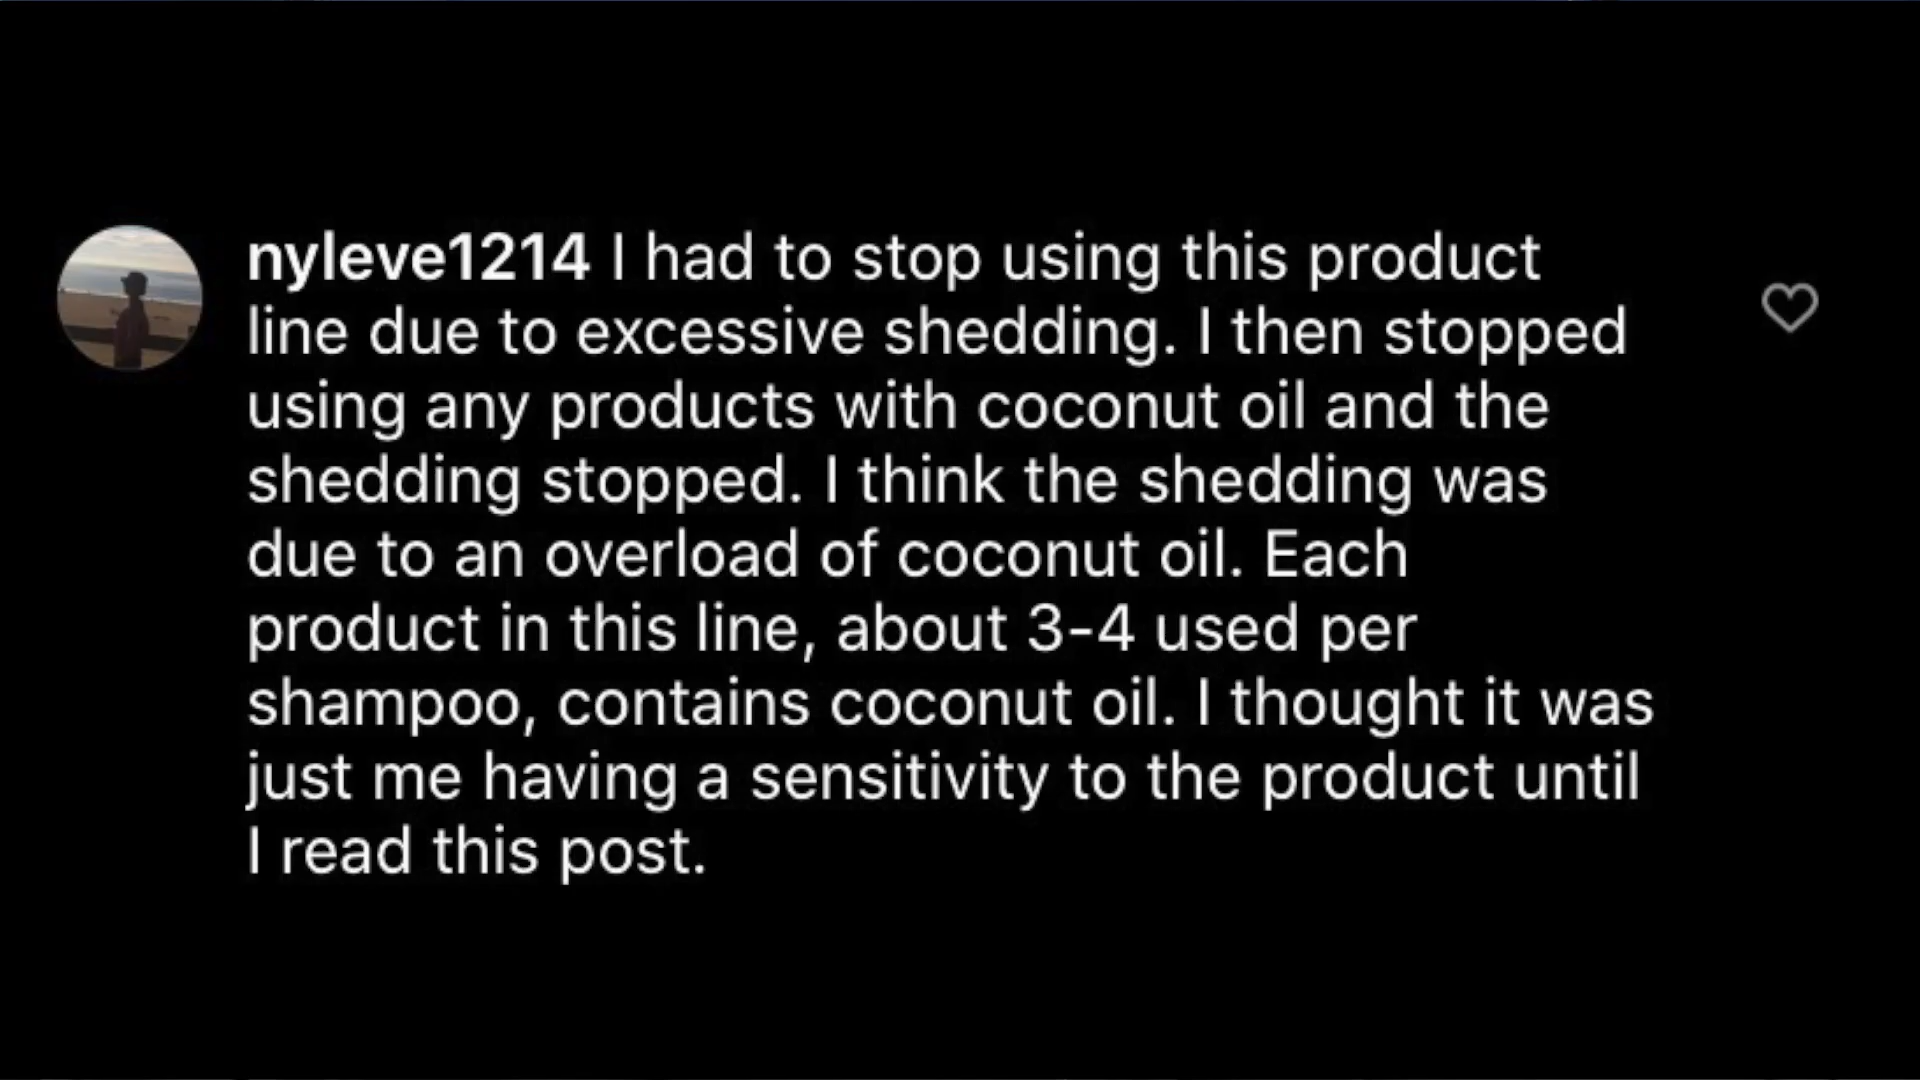 nyleve1214 I had to stop using this product
line due to excessive shedding. I then stopped
using any products with coconut oil and the
shedding stopped. I think the shedding was
due to an overload of coconut oil. Each
product in this line, about 3-4 used per
shampoo, contains coconut oil. I thought it was
just me having a sensitivity to the product until
I read this post.